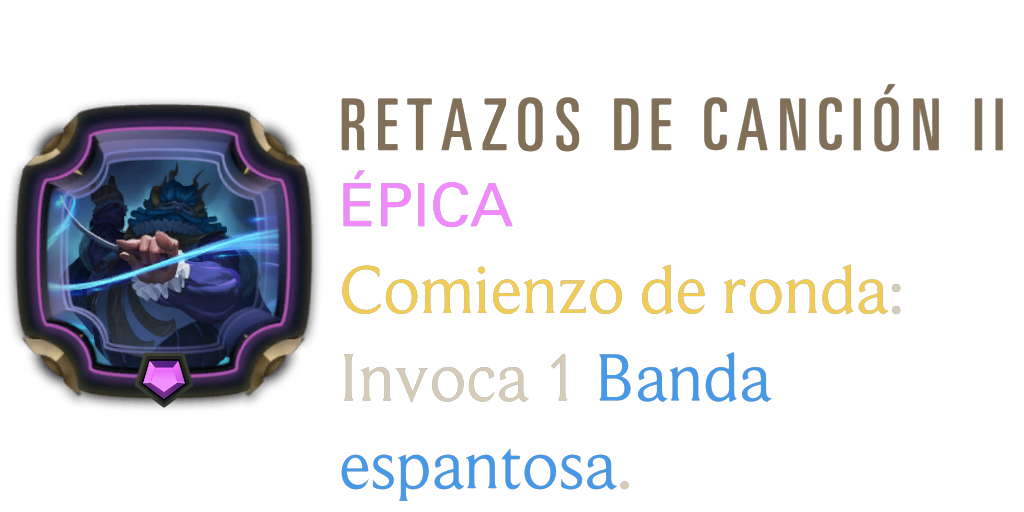 RETAZOS DE CANCIÓN II
ÉPICA
Comienzo de ronda:
Invoca 1 Banda
espantosa.